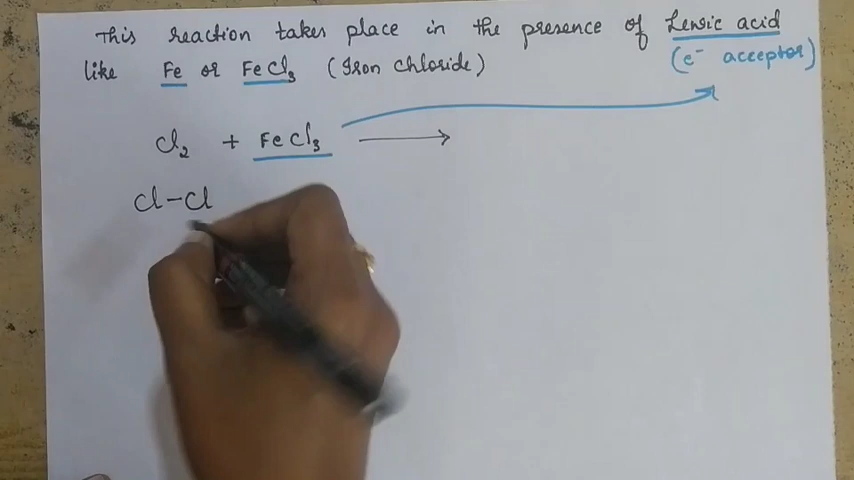 This reaction takes place in the presence of Lewic acid
like Fe or FeCl₃ (Iron Chloride) (e⁻ acceptor)
Cl₂ + FeCl₃ ⟶
Cl-Cl